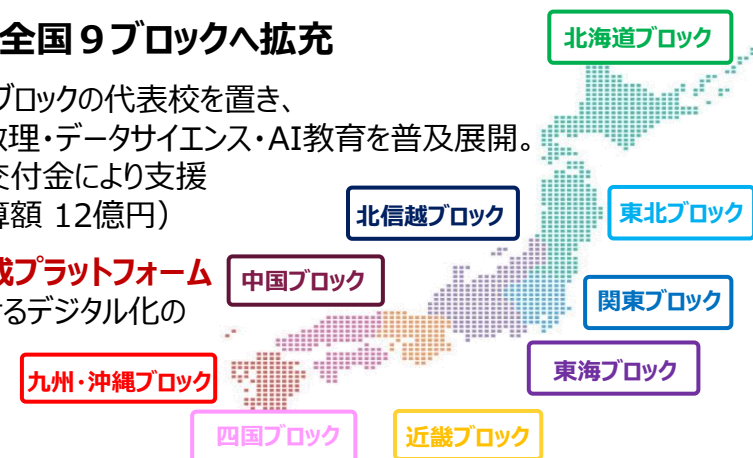 全国９ブロックへ拡充
北海道ブロック
ブロックの代表校を置き、
数理・データサイエンス・AI教育を普及展開。
交付金により支援
算額 12億円）
北信越ブロック
東北ブロック
成プラットフォーム
中国ブロック
けるデジタル化の
関東ブロック
東海ブロック
九州・沖縄ブロック
四国ブロック
近畿ブロック